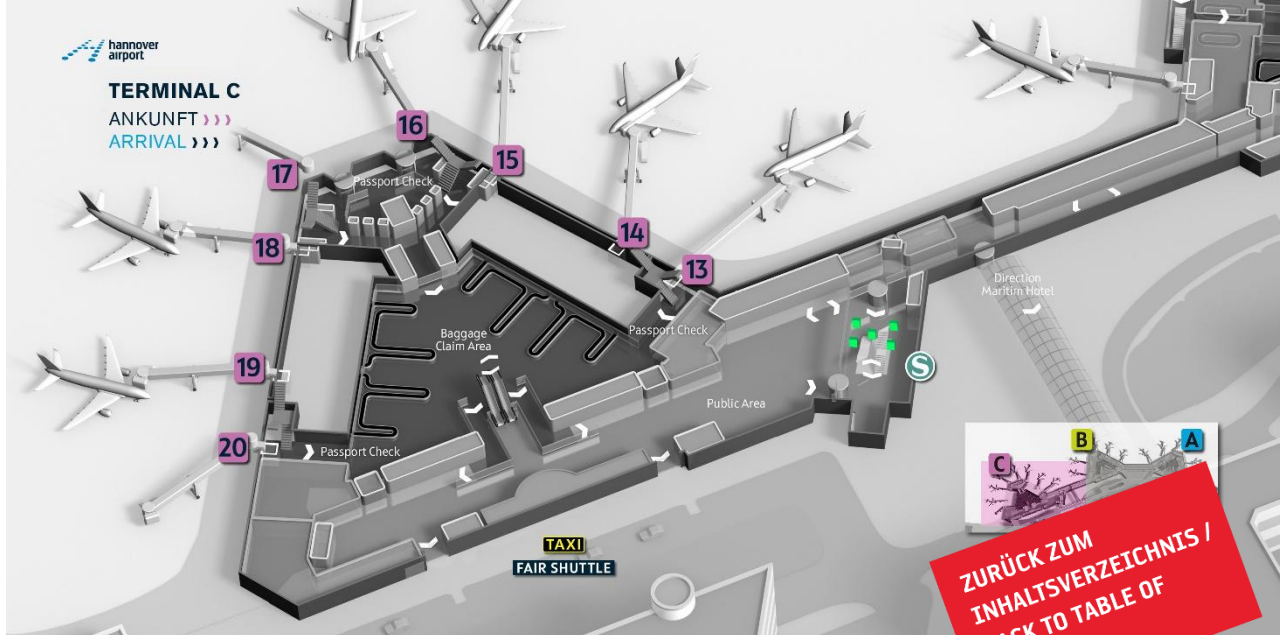 hannover
airport
TERMINAL C
ANKUNFT
ARRIVAL
16
15
17
Passport Check
14
18
13
Direction
Maritim Hotel
Passport Check
Baggage
Claim Area
19
S
Public Area
20
Passport Check
B
A
C
TAXI
FAIR SHUTTLE
ZURÜCK ZUM
INHALTSVERZEICHNIS /
BACK TO TABLE OF